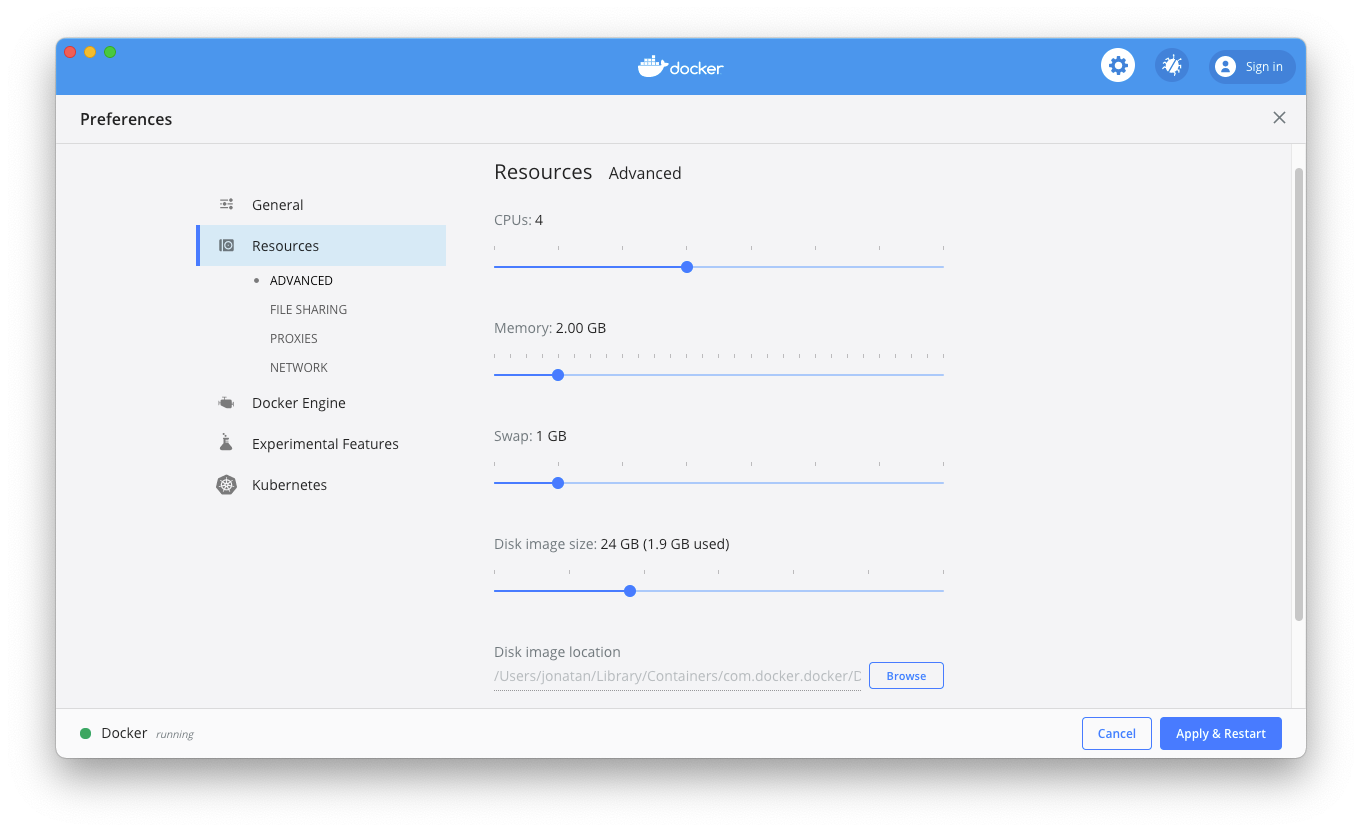 docker
Sign in
Preferences
General
Resources
ADVANCED
FILE SHARING
PROXIES
NETWORK
Docker Engine
Experimental Features
Kubernetes
Resources Advanced
CPUs: 4
Memory: 2.00 GB
Swap: 1 GB
Disk image size: 24 GB (1.9 GB used)
Disk image location
/Users/jonatan/Library/Containers/com.docker.docker/D
Browse
Docker running
Cancel
Apply & Restart